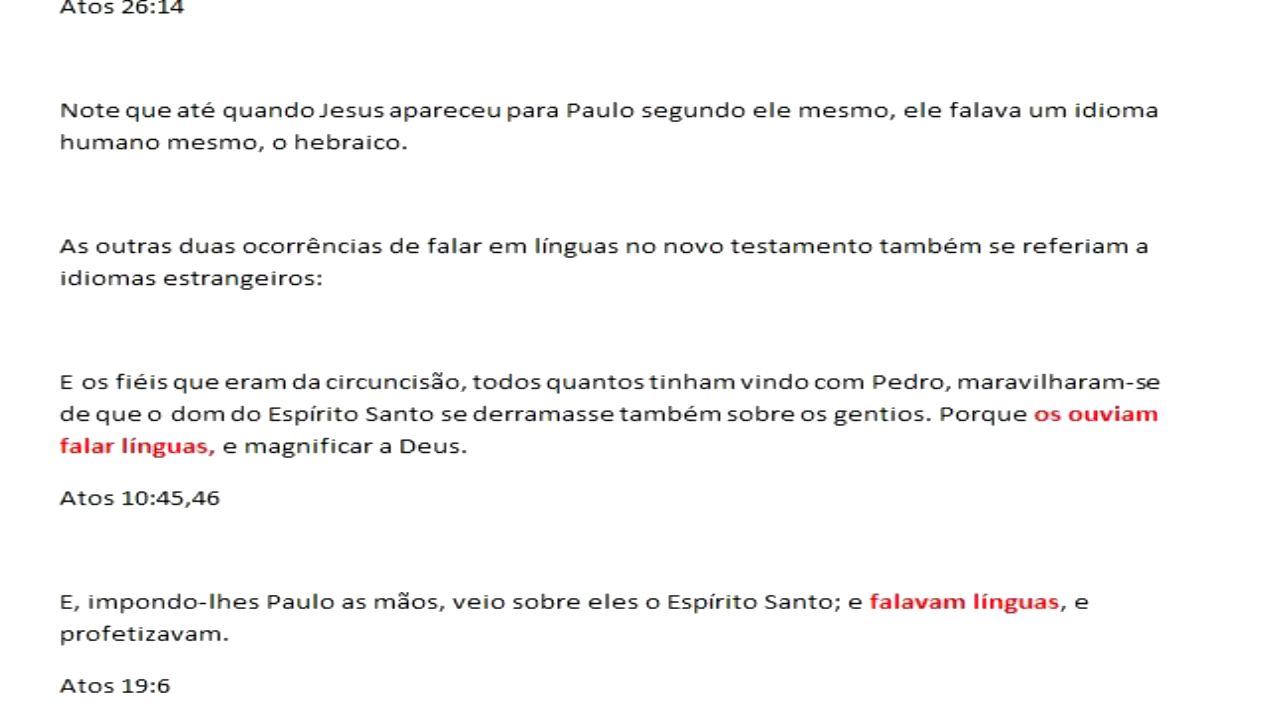 Atos 26:14
Note que até quando Jesus apareceu para Paulo segundo ele mesmo, ele falava um idioma
humano mesmo, o hebraico.
As outras duas ocorrências de falar em línguas no novo testamento também se referiam a
idiomas estrangeiros:
E os fiéis que eram da circuncisão, todos quantos tinham vindo com Pedro, maravilharam-se
de que o dom do Espírito Santo se derramasse também sobre os gentios. Porque os ouviam
falar línguas, e magnificar a Deus.
Atos 10:45,46
E, impondo-lhes Paulo as mãos, veio sobre eles o Espírito Santo; e falavam línguas, e
profetizavam.
Atos 19:6